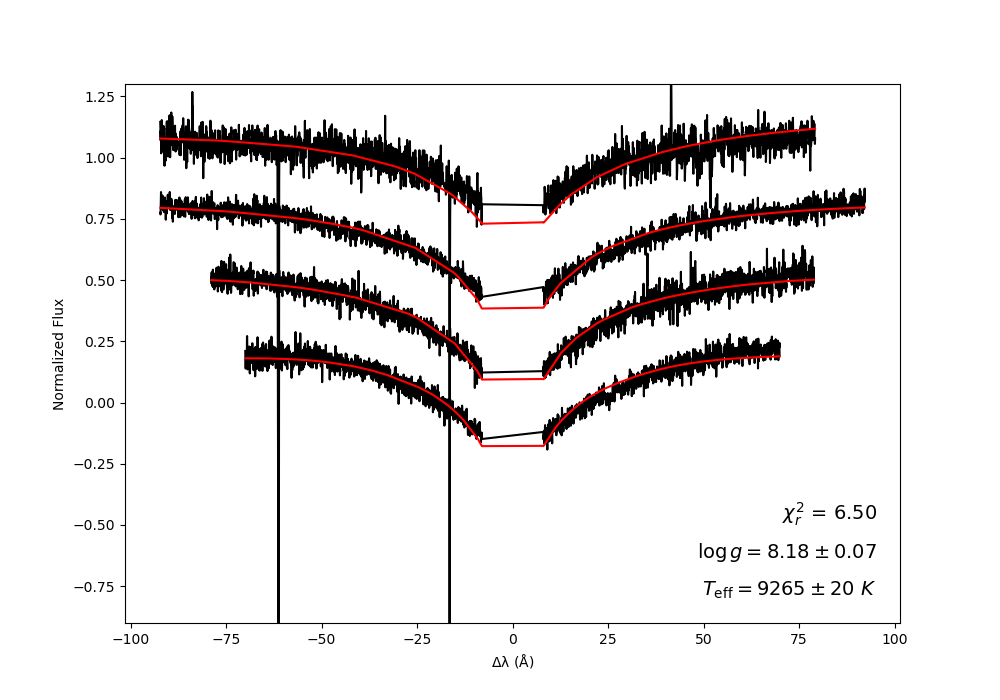 1.25
1.00
0.75
0.50
0.25
0.00
−0.25
−0.50
−0.75
Normalized Flux
χ²ᵣ = 6.50
log g = 8.18 ± 0.07
T_eff = 9265 ± 20 K
−100 −75 −50 −25 0 25 50 75 100
Δλ (Å)